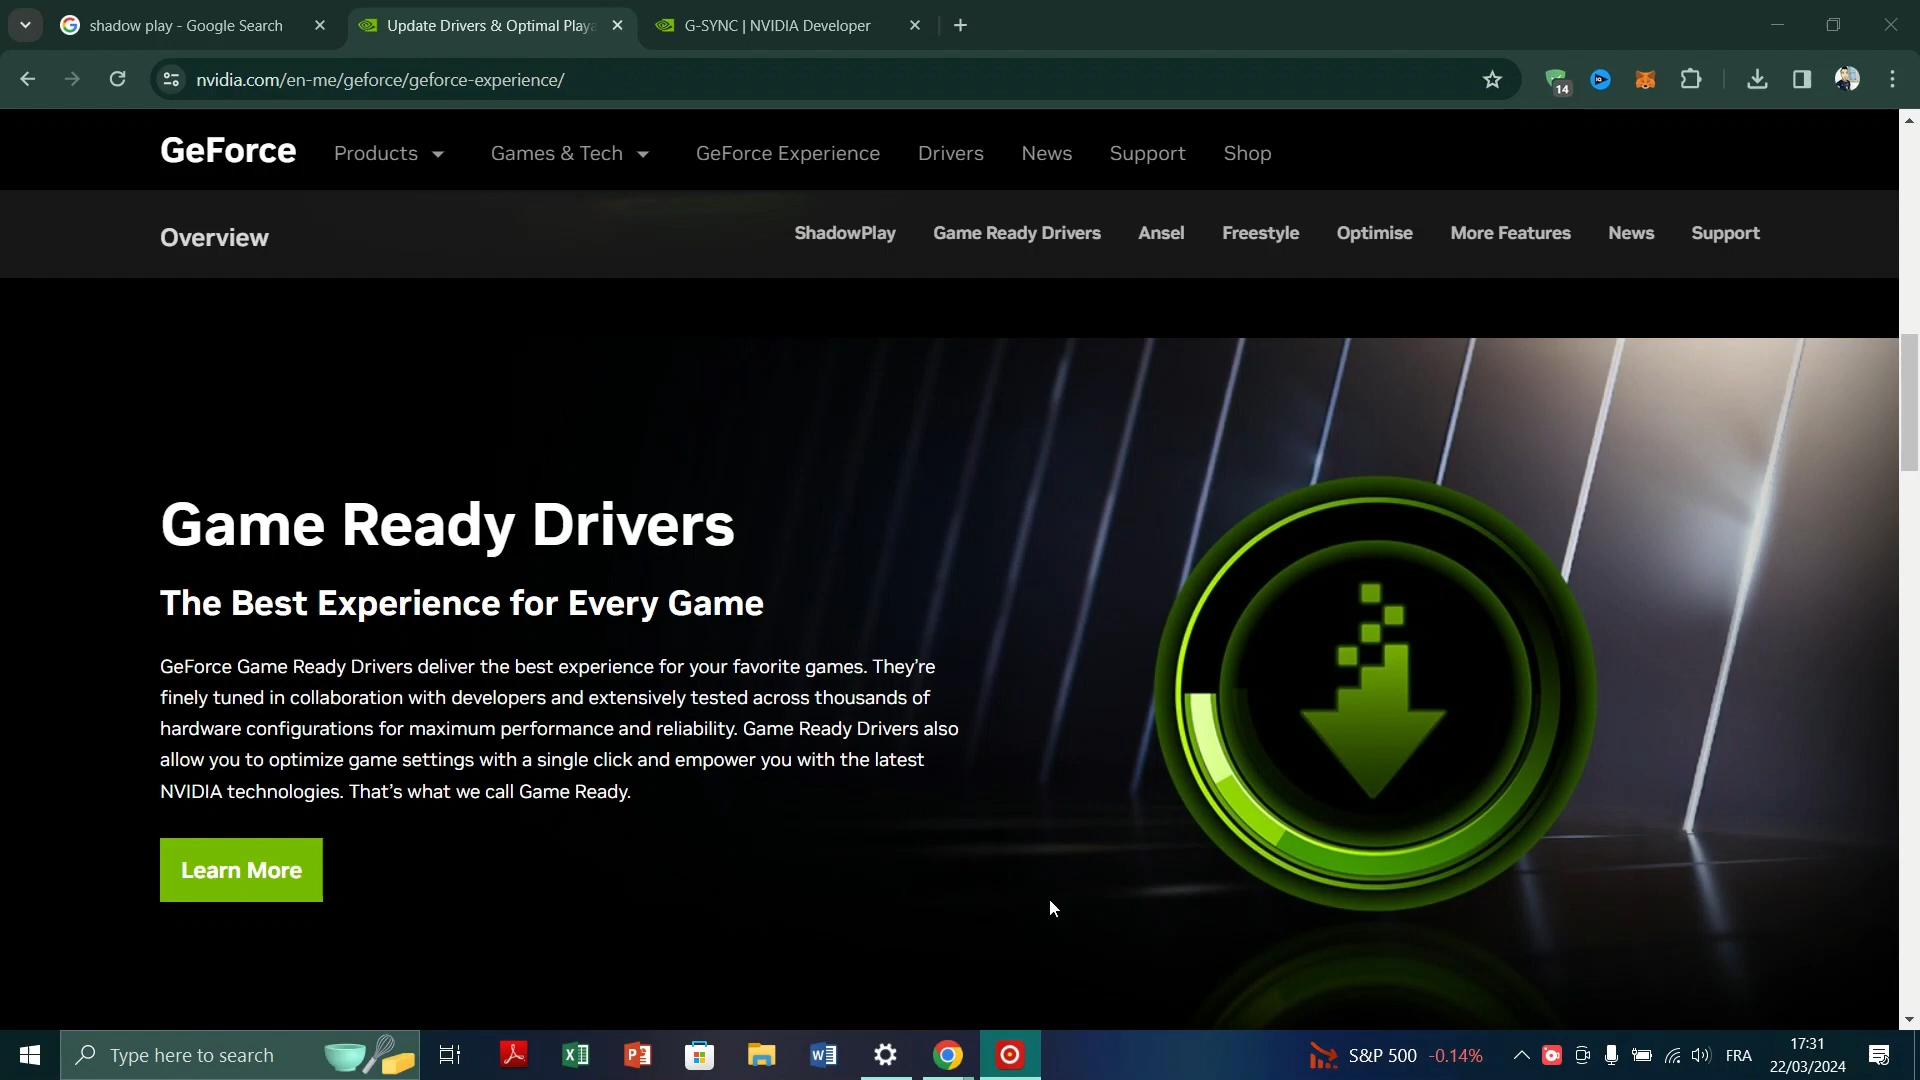 shadow play - Google Search
Update Drivers & Optimal Play
G-SYNC | NVIDIA Developer
nvidia.com/en-me/geforce/geforce-experience/
14
GeForce
Products
Games & Tech
GeForce Experience
Drivers
News
Support
Shop
Overview
ShadowPlay
Game Ready Drivers
Ansel
Freestyle
Optimise
More Features
News
Support
Game Ready Drivers
The Best Experience for Every Game
GeForce Game Ready Drivers deliver the best experience for your favorite games. They're
finely tuned in collaboration with developers and extensively tested across thousands of
hardware configurations for maximum performance and reliability. Game Ready Drivers also
allow you to optimize game settings with a single click and empower you with the latest
NVIDIA technologies. That's what we call Game Ready.
Learn More
Type here to search
S&P 500 -0.14%
FRA
17:31
22/03/2024